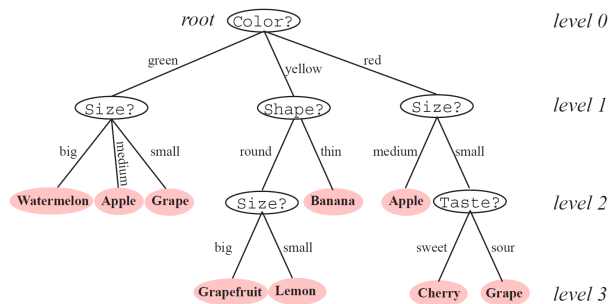 root Color? level 0
green yellow red
Size? Shape? Size? level 1
big medium small round thin medium small
Watermelon Apple Grape Size? Banana Apple Taste? level 2
big small sweet sour
Grapefruit Lemon Cherry Grape level 3